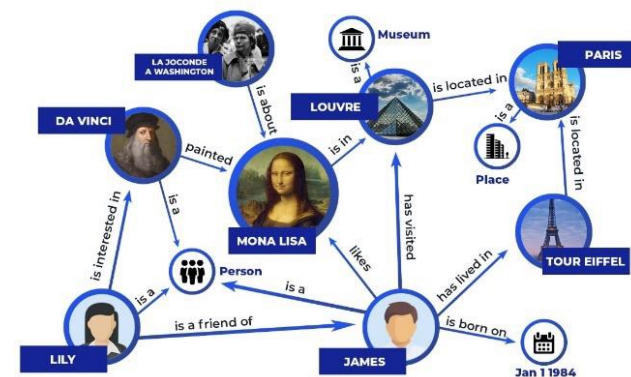 LA JOCONDE
A WASHINGTON
Museum
is a
PARIS
LOUVRE
is located in
is about
DA VINCI
is a
is located in
painted
is in
Place
is a
has visited
is interested in
MONA LISA
TOUR EIFFEL
Person
likes
has lived in
is a
is a
is a friend of
is born on
LILY
JAMES
Jan 1 1984